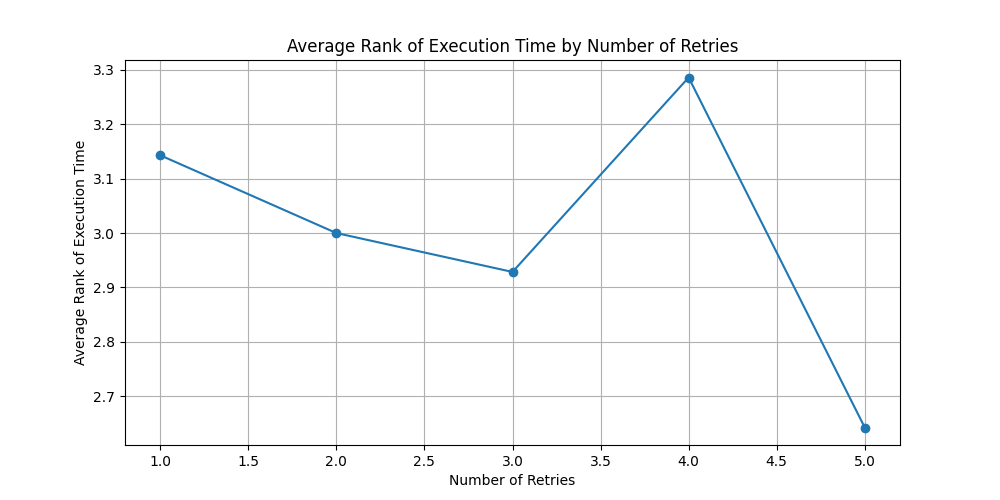 Average Rank of Execution Time by Number of Retries
Average Rank of Execution Time
3.3
3.2
3.1
3.0
2.9
2.8
2.7
1.0 1.5 2.0 2.5 3.0 3.5 4.0 4.5 5.0
Number of Retries